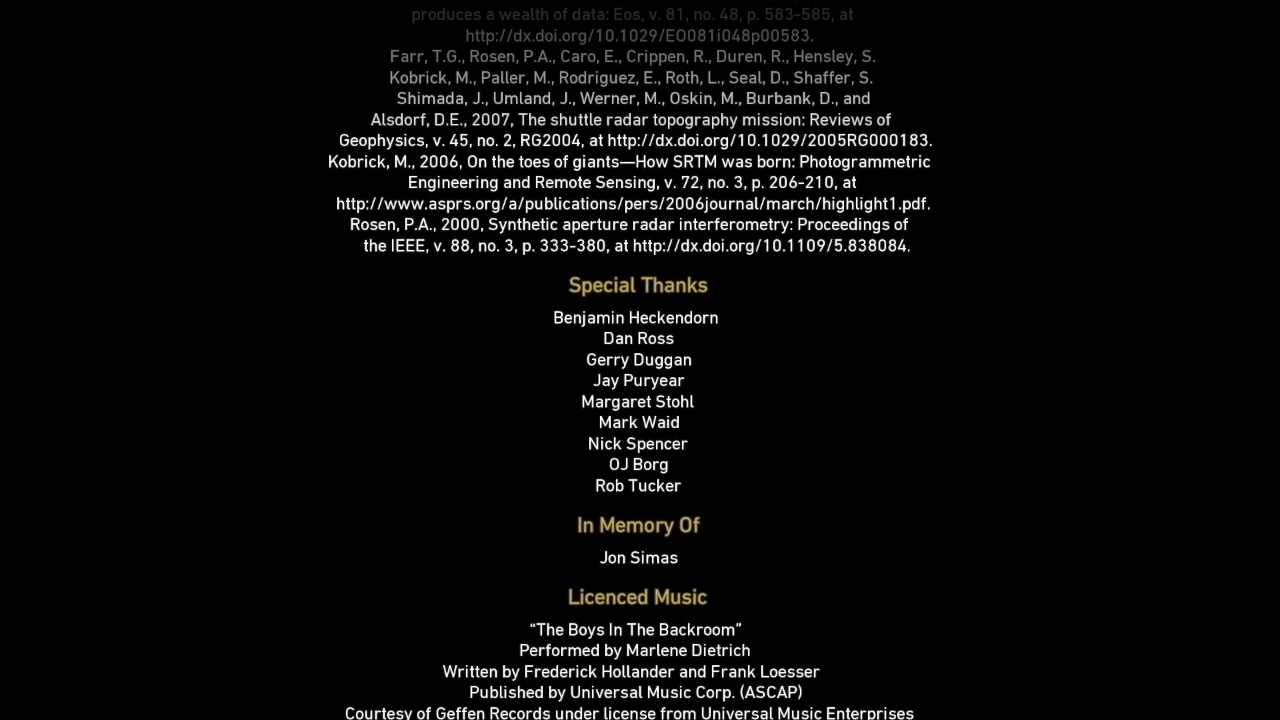 produces a wealth of data: Eos, v. 81, no. 48, p. 583-585, at
http://dx.doi.org/10.1029/EO081i048p00583.
Farr, T.G., Rosen, P.A., Caro, E., Crippen, R., Duren, R., Hensley, S.
Kobrick, M., Paller, M., Rodriguez, E., Roth, L., Seal, D., Shaffer, S.
Shimada, J., Umland, J., Werner, M., Oskin, M., Burbank, D., and
Alsdorf, D.E., 2007, The shuttle radar topography mission: Reviews of
Geophysics, v. 45, no. 2, RG2004, at http://dx.doi.org/10.1029/2005RG000183.
Kobrick, M., 2006, On the toes of giants—How SRTM was born: Photogrammetric
Engineering and Remote Sensing, v. 72, no. 3, p. 206-210, at
http://www.asprs.org/a/publications/pers/2006journal/march/highlight1.pdf.
Rosen, P.A., 2000, Synthetic aperture radar interferometry: Proceedings of
the IEEE, v. 88, no. 3, p. 333-380, at http://dx.doi.org/10.1109/5.838084.
Special Thanks
Benjamin Heckendorn
Dan Ross
Gerry Duggan
Jay Puryear
Margaret Stohl
Mark Waid
Nick Spencer
OJ Borg
Rob Tucker
In Memory Of
Jon Simas
Licenced Music
“The Boys In The Backroom”
Performed by Marlene Dietrich
Written by Frederick Hollander and Frank Loesser
Published by Universal Music Corp. (ASCAP)
Courtesy of Geffen Records under license from Universal Music Enterprises